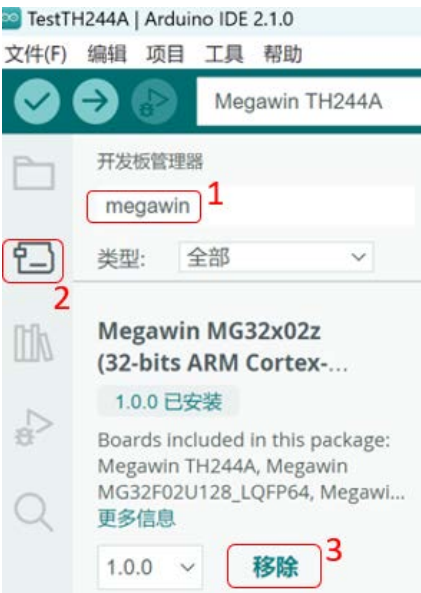 TestTH244A | Arduino IDE 2.1.0
文件(F) 编辑 项目 工具 帮助
Megawin TH244A
开发板管理器
megawin 1
类型: 全部
2
Megawin MG32x02z
(32-bits ARM Cortex-...
1.0.0 已安装
Boards included in this package:
Megawin TH244A, Megawin
MG32F02U128_LQFP64, Megawi...
更多信息
1.0.0 移除 3